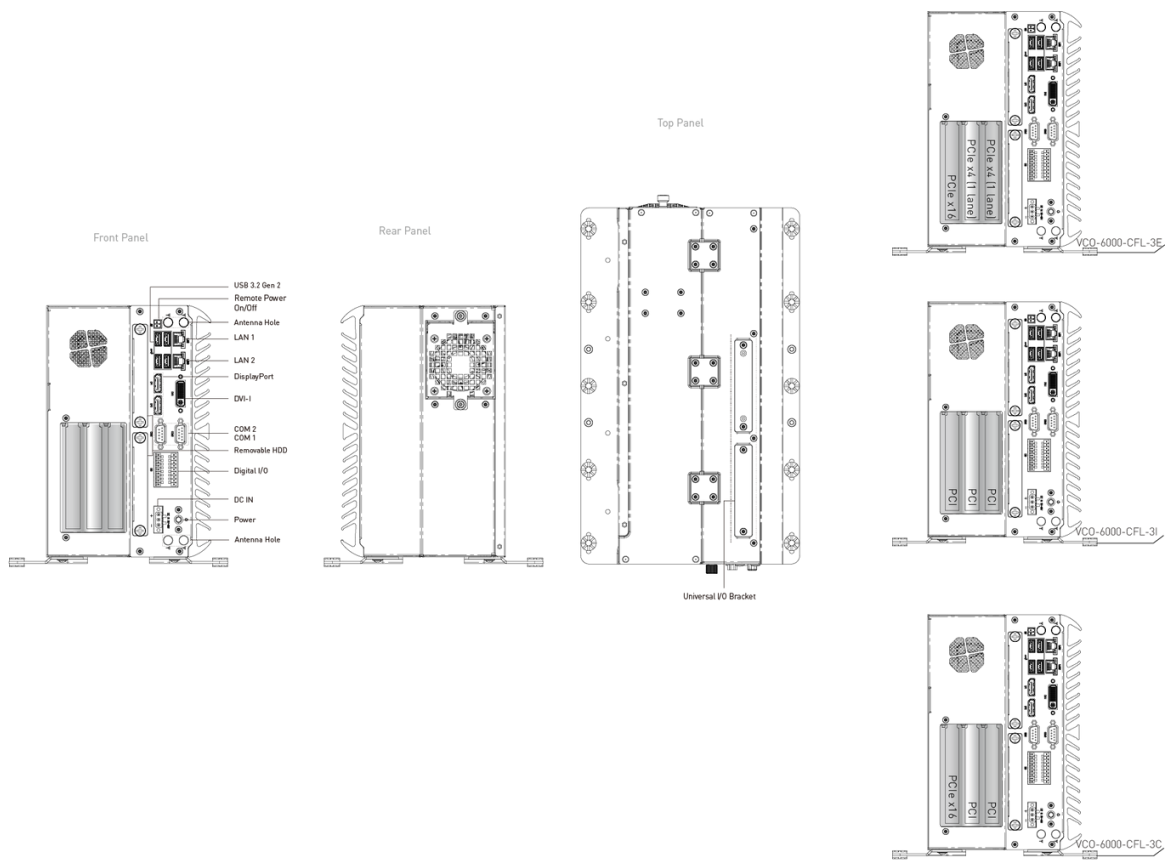 Front Panel
USB 3.2 Gen 2
Remote Power
On/Off
Antenna Hole
LAN 1
LAN 2
DisplayPort
DVI-I
COM 2
COM 1
Removable HDD
Digital I/O
DC IN
Power
Antenna Hole
Rear Panel
Top Panel
Universal I/O Bracket
PCIe x16
PCIe x4 (1 lane)
PCIe x4 (1 lane)
VCO-6000-CFL-3E
PCI
PCI
PCI
VCO-6000-CFL-3I
PCIe x16
PCI
PCI
VCO-6000-CFL-3C